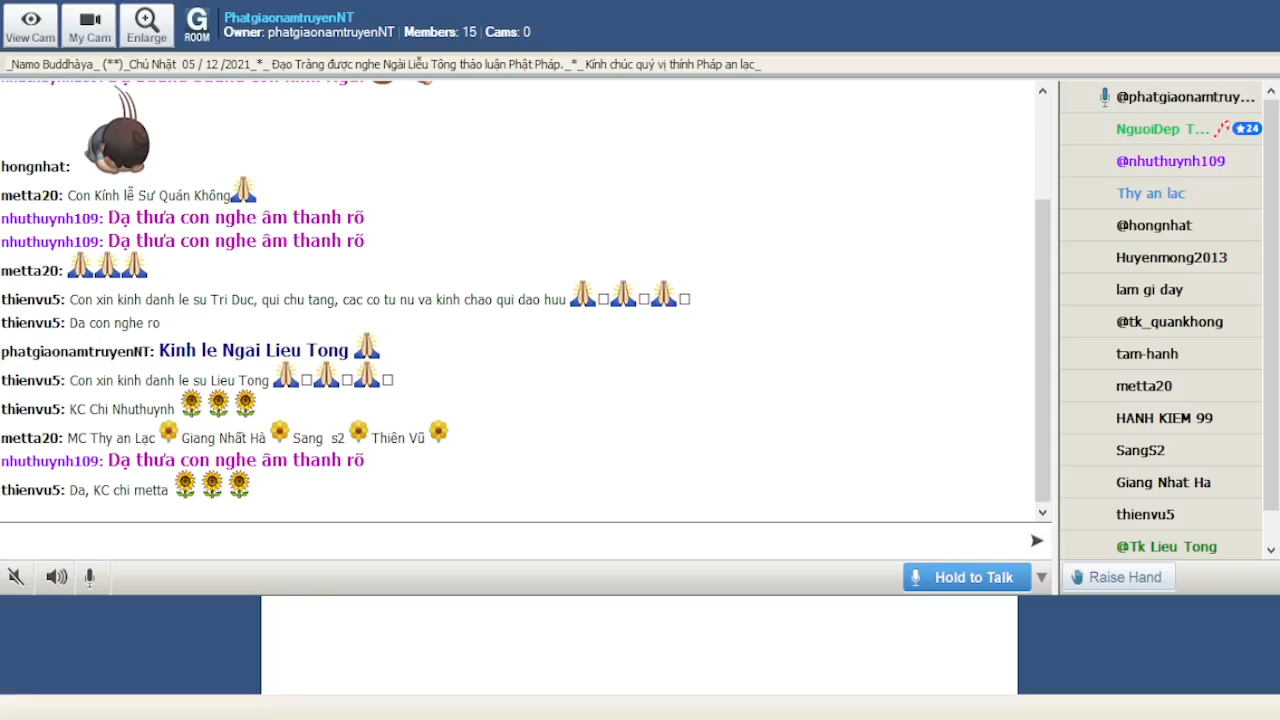 View Cam
My Cam
Enlarge
G
ROOM
PhatgiaonamtruyenNT
Owner: phatgiaonamtruyenNT | Members: 15 | Cams: 0
_Namo Buddhàya_ (**)_Chú Nhật 05 / 12 /2021_*_ Đạo Tràng được nghe Ngài Liễu Tông thảo luận Phật Pháp._*_Kính chúc quý vị thính Pháp an lạc_
hongnhat:
metta20: Con Kính lễ Sư Quán Không
nhuthuynh109: Dạ thưa con nghe âm thanh rõ
nhuthuynh109: Dạ thưa con nghe âm thanh rõ
metta20:
thienvu5: Con xin kinh danh le su Tri Duc, qui chu tang, cac co tu nu va kinh chao qui dao huu
thienvu5: Da con nghe ro
phatgiaonamtruyenNT: Kinh le Ngai Lieu Tong
thienvu5: Con xin kinh danh le su Lieu Tong
thienvu5: KC Chi Nhuthuynh
metta20: MC Thy an Lạc Giang Nhất Hà Sang s2 Thiên Vũ
nhuthuynh109: Dạ thưa con nghe âm thanh rõ
thienvu5: Da, KC chi metta
@phatgiaonamtruy...
NguoiDep T... 24
@nhuthuynh109
Thy an lac
@hongnhat
Huyenmong2013
lam gi day
@tk_quankhong
tam-hanh
metta20
HANH KIEM 99
SangS2
Giang Nhat Ha
thienvu5
@Tk Lieu Tong
Hold to Talk
Raise Hand